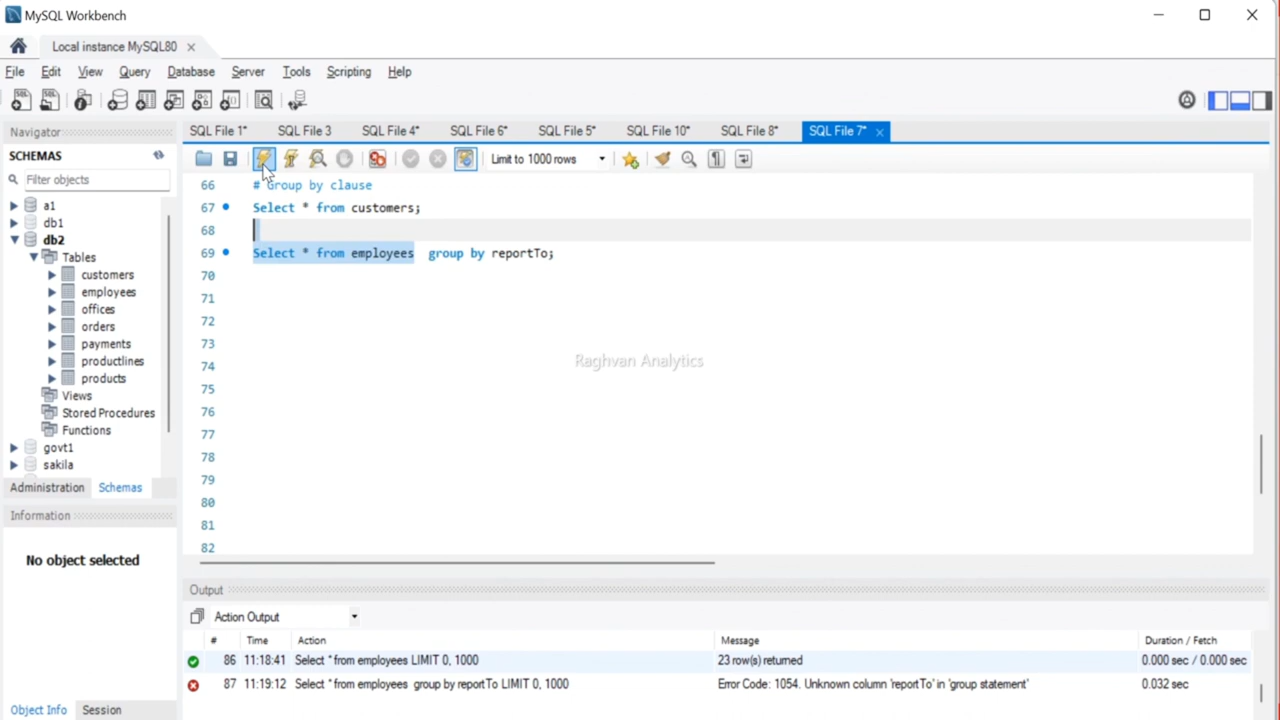 MySQL Workbench
Local instance MySQL80
File Edit View Query Database Server Tools Scripting Help
Navigator
SQL File 1* SQL File 3 SQL File 4* SQL File 6* SQL File 5* SQL File 10* SQL File 8* SQL File 7*
SCHEMAS
Limit to 1000 rows
Filter objects
66 # Group by clause
67 Select * from customers;
68
69 Select * from employees group by reportTo;
70
71
72
73
74
75
76
77
78
79
80
81
82
a1
db1
db2
Tables
customers
employees
offices
orders
payments
productlines
products
Views
Stored Procedures
Functions
govt1
sakila
Raghvan Analytics
Administration Schemas
Information
No object selected
Output
Action Output
# Time Action Message Duration / Fetch
86 11:18:41 Select * from employees LIMIT 0, 1000 23 row(s) returned 0.000 sec / 0.000 sec
87 11:19:12 Select * from employees group by reportTo LIMIT 0, 1000 Error Code: 1054. Unknown column 'reportTo' in 'group statement' 0.032 sec
Object Info Session